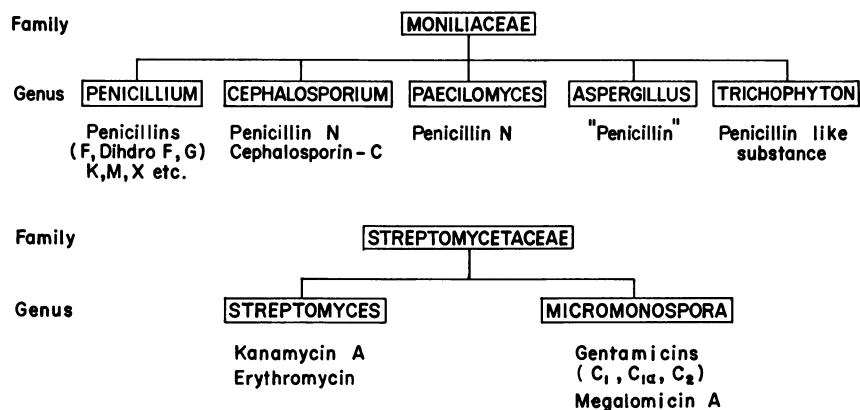 Family MONILIACEAE
Genus PENICILLIUM CEPHALOSPORIUM PAECILOMYCES ASPERGILLUS TRICHOPHYTON
Penicillins Penicillin N Penicillin N "Penicillin" Penicillin like
(F, Dihdro F, G) Cephalosporin-C substance
K,M,X etc.
Family STREPTOMYCETACEAE
Genus STREPTOMYCES MICROMONOSPORA
Kanamycin A Gentamicins
Erythromycin (C₁, C₁ₐ, C₂)
Megalomicin A